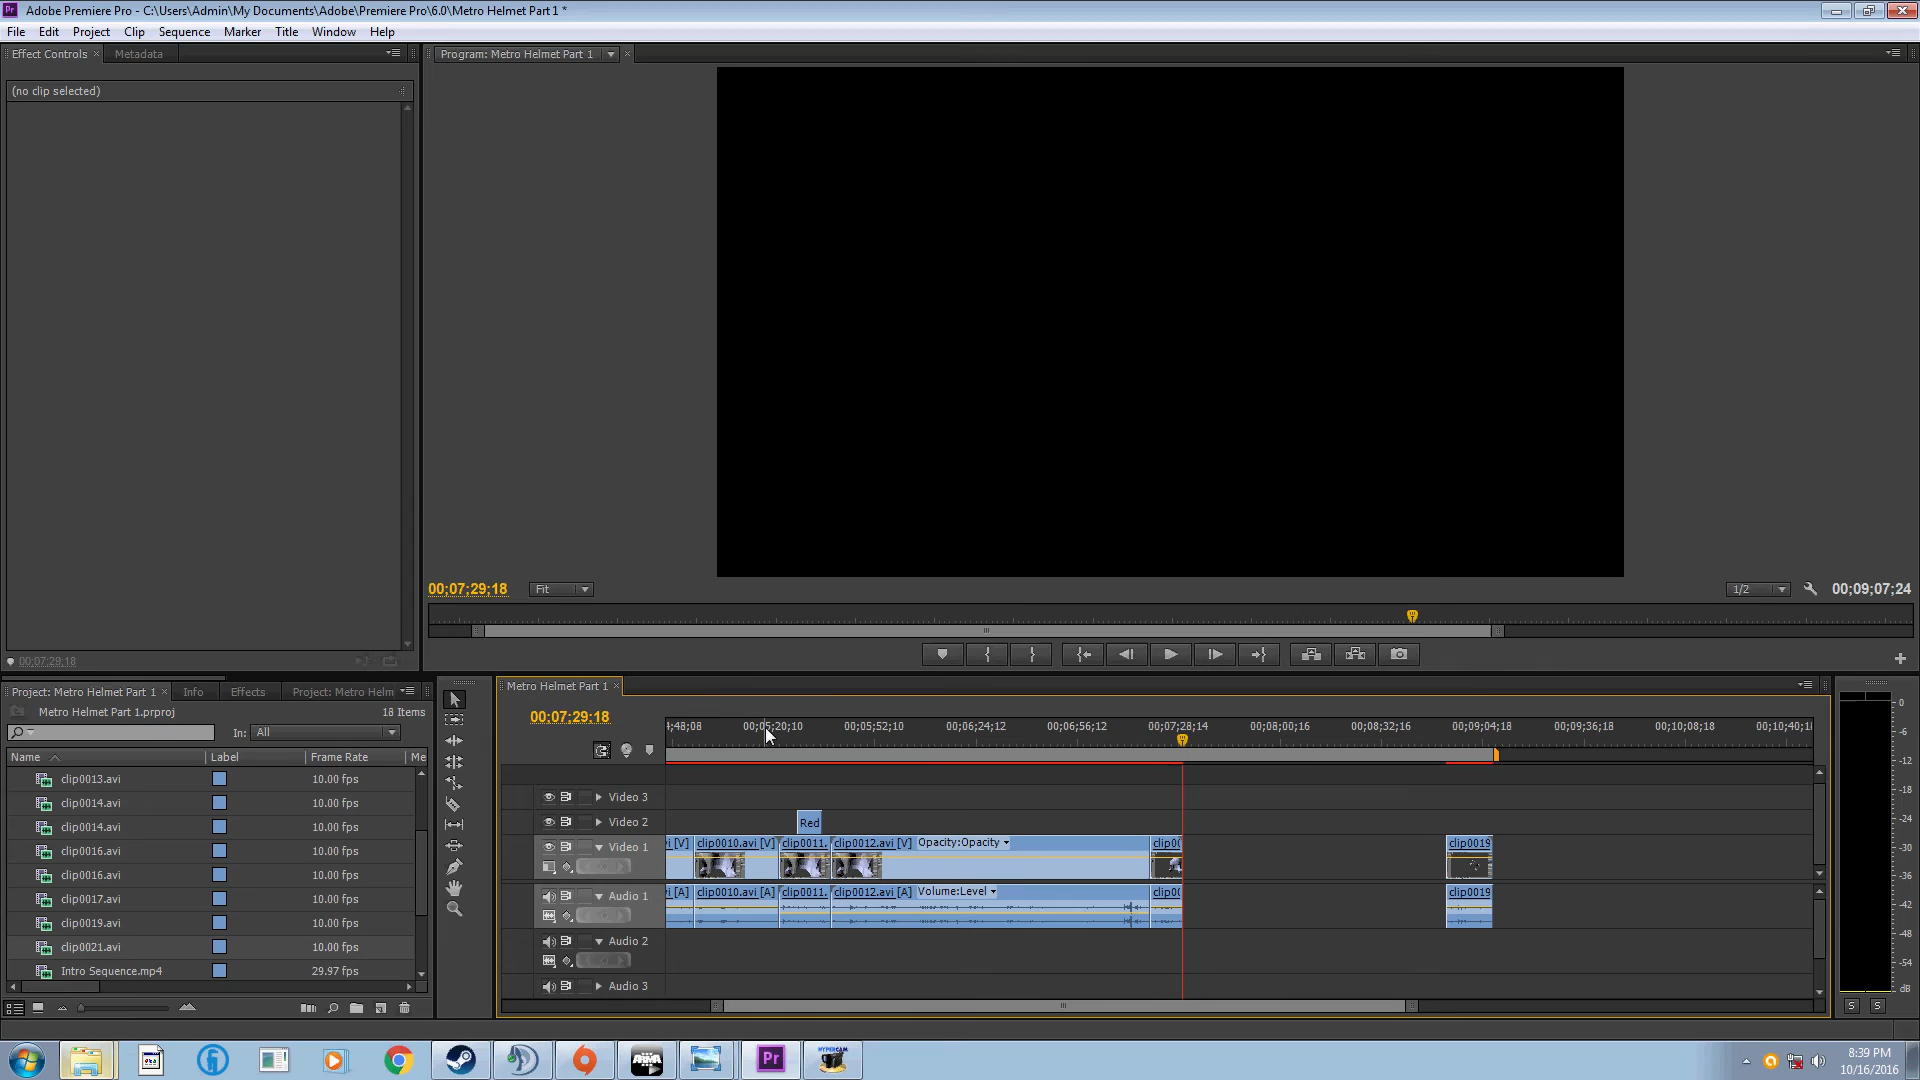 Adobe Premiere Pro - C:\Users\Admin\My Documents\Adobe\Premiere Pro\6.0\Metro Helmet Part 1 *
File Edit Project Clip Sequence Marker Title Window Help
Effect Controls Metadata
Program: Metro Helmet Part 1
(no clip selected)
00;07;29;18 Fit 1/2 00;09;07;24
00;07;29;18
Project: Metro Helmet Part 1 Info Effects Project: Metro Helm
Metro Helmet Part 1
Metro Helmet Part 1.prproj 18 Items
In: All
00;07;29;18
4;48;08 00;05;20;10 00;05;52;10 00;06;24;12 00;06;56;12 00;07;28;14 00;08;00;16 00;08;32;16 00;09;04;18 00;09;36;18 00;10;08;18 00;10;40;1
Name Label Frame Rate Me
clip0013.avi 10.00 fps
clip0014.avi 10.00 fps
clip0014.avi 10.00 fps
clip0016.avi 10.00 fps
clip0016.avi 10.00 fps
clip0017.avi 10.00 fps
clip0019.avi 10.00 fps
clip0021.avi 10.00 fps
Intro Sequence.mp4 29.97 fps
Video 3
Video 2 Red
Video 1 i [V] clip0010.avi [V] clip0011. clip0012.avi [V] Opacity:Opacity clip0( clip0019
Audio 1 i [A] clip0010.avi [A] clip0011. clip0012.avi [A] Volume:Level clip0( clip0019
Audio 2
Audio 3
0
-6
-12
-18
-24
-30
-36
-42
-48
-54
dB
S S
Pr
ARMA
HYPERCAM
8:39 PM
10/16/2016